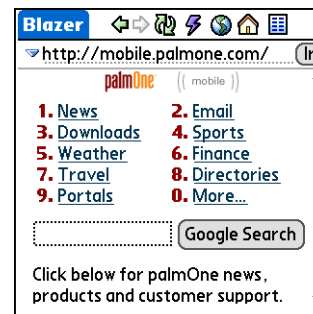 Blazer
http://mobile.palmone.com/
palmOne (( mobile ))
1. News 2. Email
3. Downloads 4. Sports
5. Weather 6. Finance
7. Travel 8. Directories
9. Portals 0. More...
Google Search
Click below for palmOne news,
products and customer support.